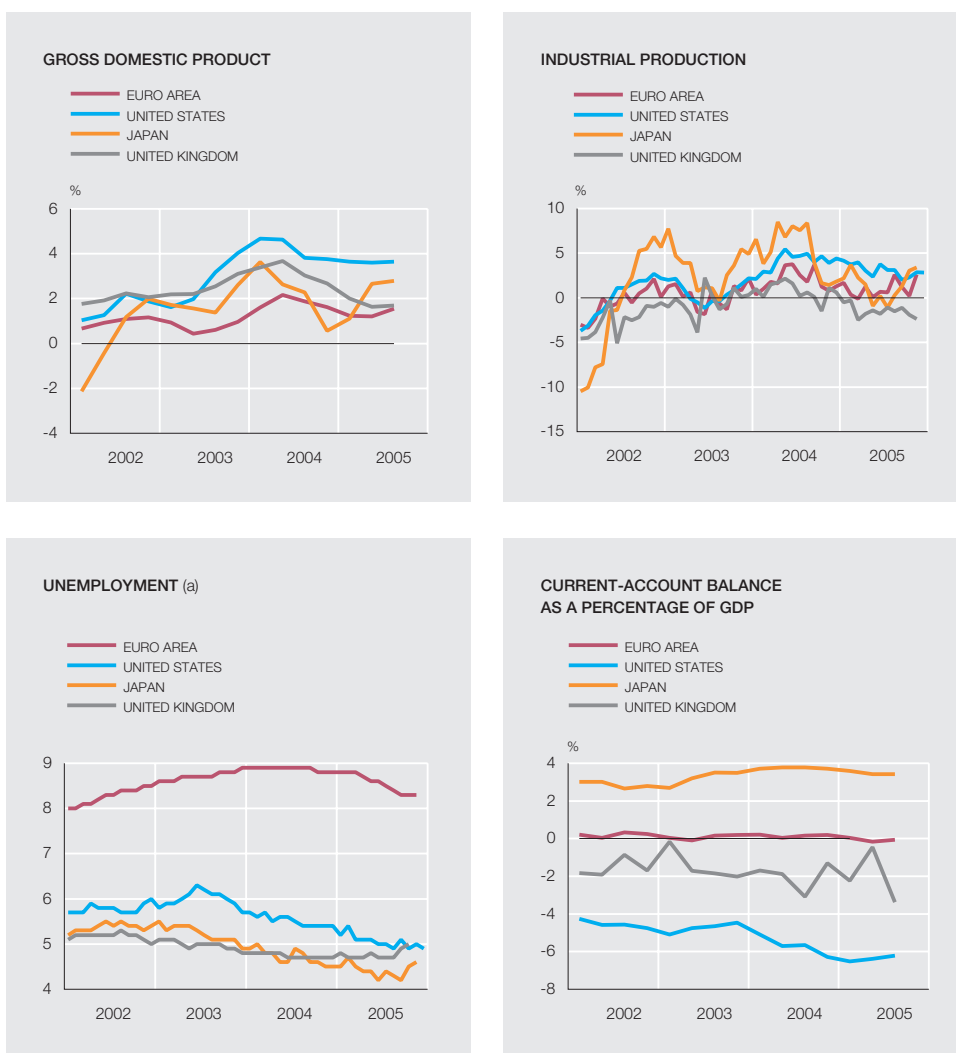 GROSS DOMESTIC PRODUCT
EURO AREA
UNITED STATES
JAPAN
UNITED KINGDOM
%
6
4
2
0
-2
-4
2002 2003 2004 2005
INDUSTRIAL PRODUCTION
EURO AREA
UNITED STATES
JAPAN
UNITED KINGDOM
%
10
5
0
-5
-10
-15
2002 2003 2004 2005
UNEMPLOYMENT (a)
EURO AREA
UNITED STATES
JAPAN
UNITED KINGDOM
9
8
7
6
5
4
2002 2003 2004 2005
CURRENT-ACCOUNT BALANCE
AS A PERCENTAGE OF GDP
EURO AREA
UNITED STATES
JAPAN
UNITED KINGDOM
%
4
2
0
-2
-4
-6
-8
2002 2003 2004 2005